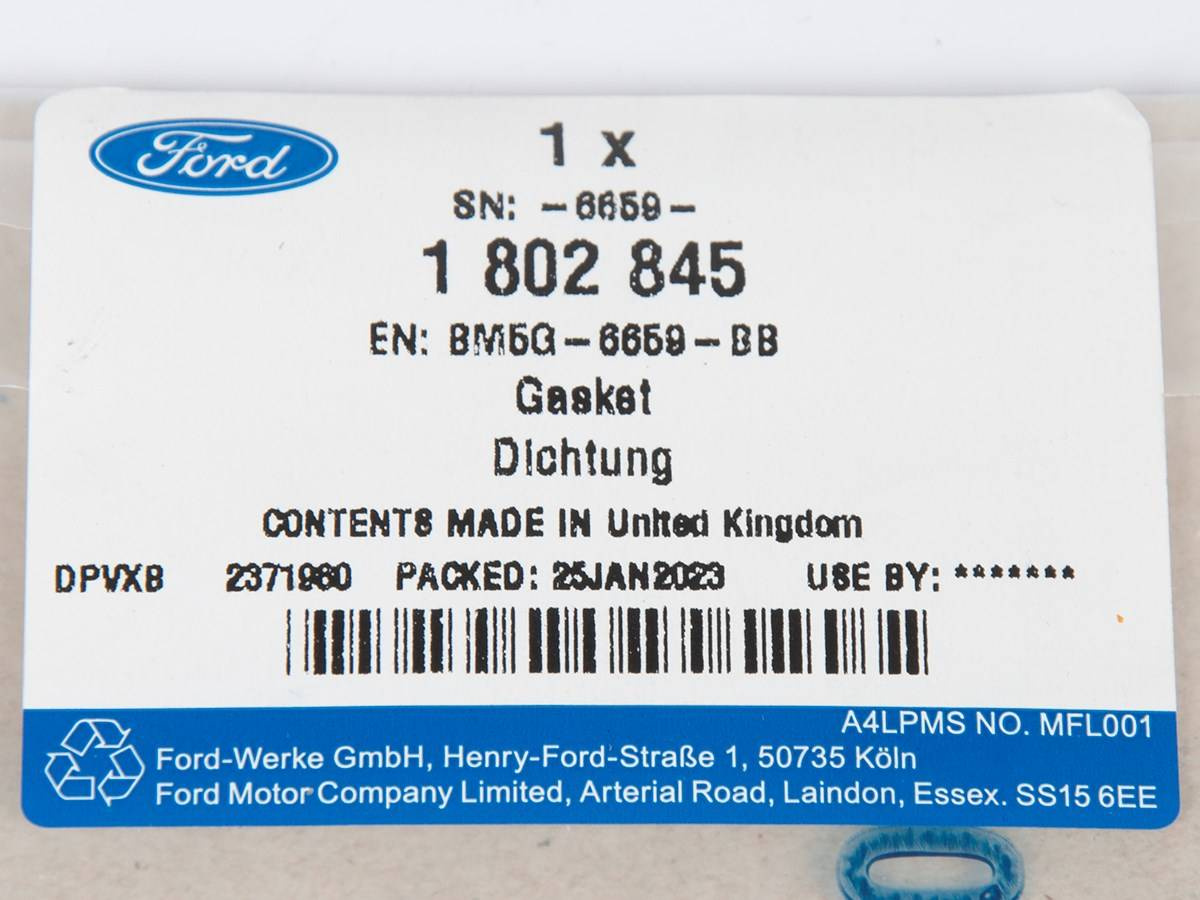 Ford
1 x
SN: -6659-
1 802 845
EN: BM5G-6659-BB
Gasket
Dichtung
CONTENTS MADE IN United Kingdom
DPVXB 2371960 PACKED: 25JAN2023 USE BY: *******
A4LPMS NO. MFL001
Ford-Werke GmbH, Henry-Ford-Straße 1, 50735 Köln
Ford Motor Company Limited, Arterial Road, Laindon, Essex. SS15 6EE